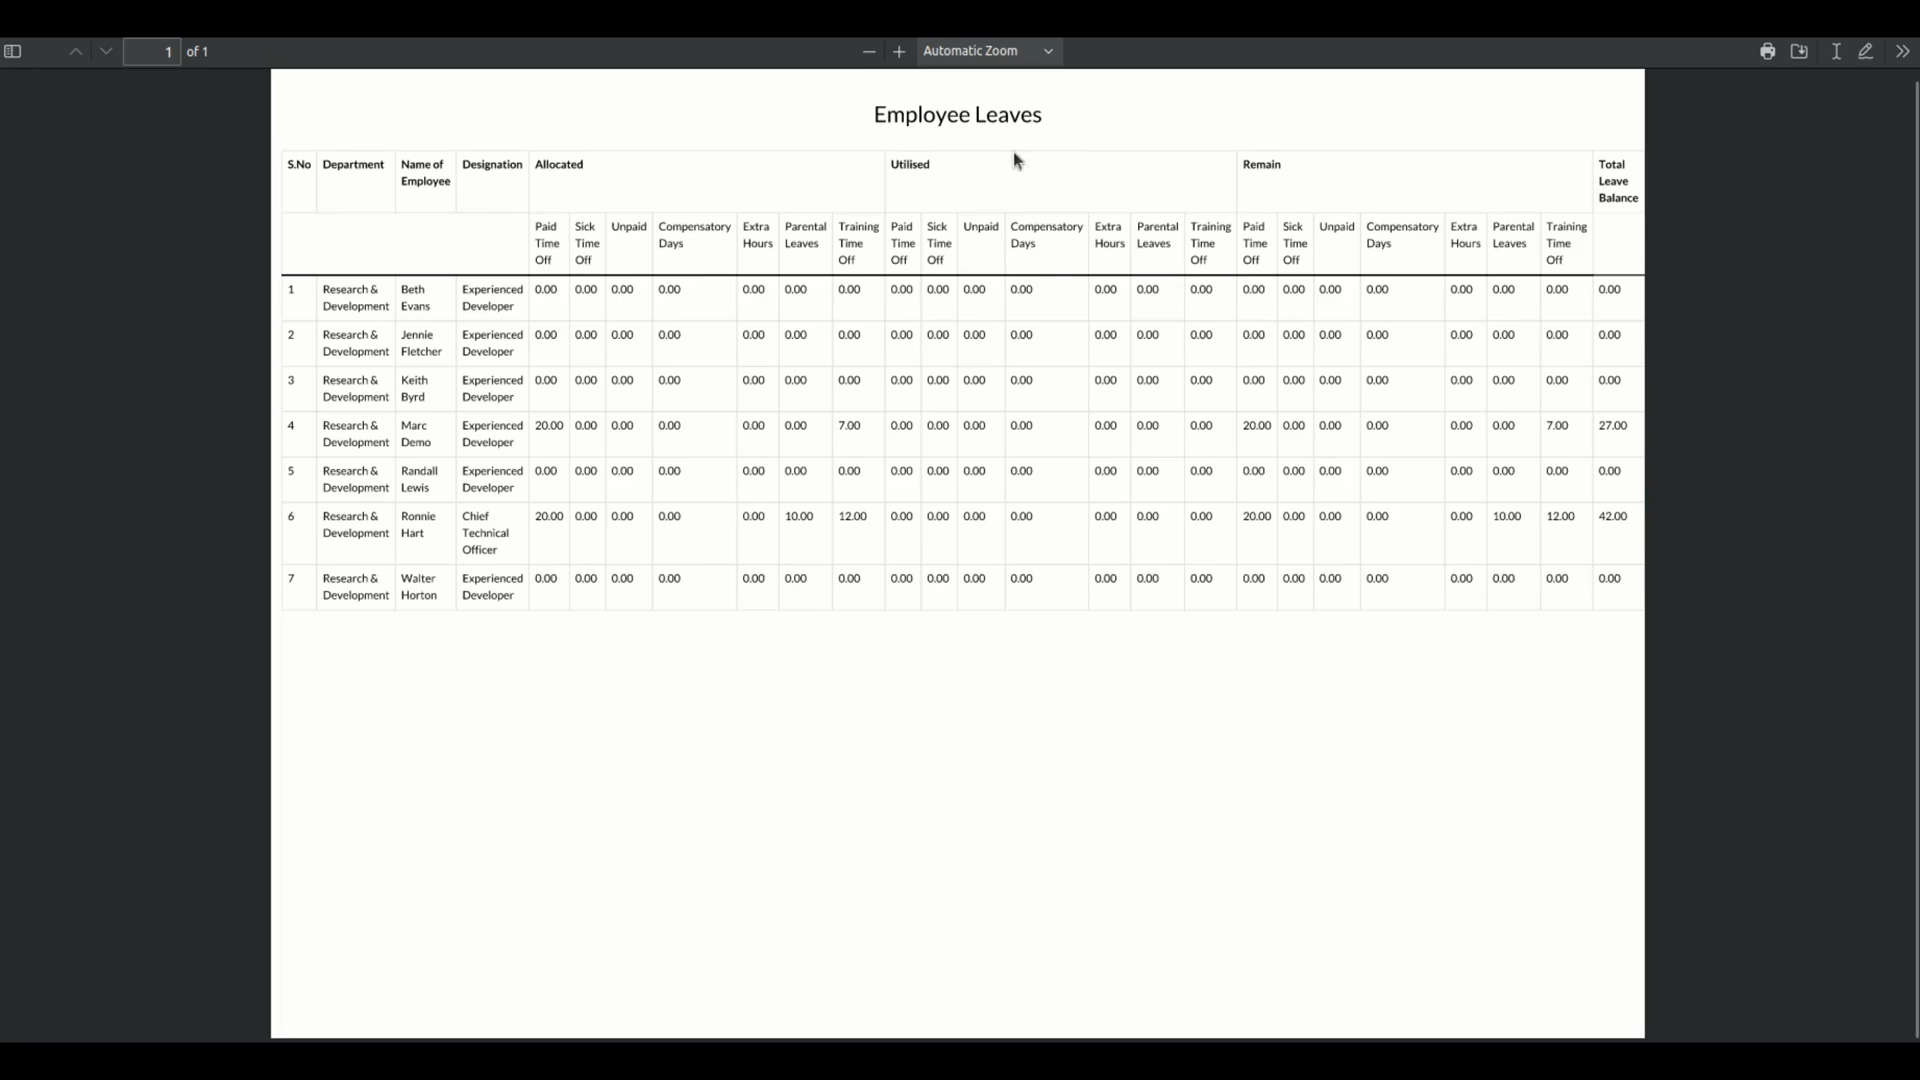 1 of 1 Automatic Zoom
Employee Leaves
S.No Department Name of Employee Designation Allocated Utilised Remain Total Leave Balance
Paid Time Off Sick Time Off Unpaid Compensatory Days Extra Hours Parental Leaves Training Time Off Paid Time Off Sick Time Off Unpaid Compensatory Days Extra Hours Parental Leaves Training Time Off Paid Time Off Sick Time Off Unpaid Compensatory Days Extra Hours Parental Leaves Training Time Off
1 Research & Development Beth Evans Experienced Developer 0.00 0.00 0.00 0.00 0.00 0.00 0.00 0.00 0.00 0.00 0.00 0.00 0.00 0.00 0.00 0.00 0.00 0.00 0.00 0.00 0.00 0.00
2 Research & Development Jennie Fletcher Experienced Developer 0.00 0.00 0.00 0.00 0.00 0.00 0.00 0.00 0.00 0.00 0.00 0.00 0.00 0.00 0.00 0.00 0.00 0.00 0.00 0.00 0.00 0.00
3 Research & Development Keith Byrd Experienced Developer 0.00 0.00 0.00 0.00 0.00 0.00 0.00 0.00 0.00 0.00 0.00 0.00 0.00 0.00 0.00 0.00 0.00 0.00 0.00 0.00 0.00 0.00
4 Research & Development Marc Demo Experienced Developer 20.00 0.00 0.00 0.00 0.00 0.00 7.00 0.00 0.00 0.00 0.00 0.00 0.00 0.00 20.00 0.00 0.00 0.00 0.00 0.00 7.00 27.00
5 Research & Development Randall Lewis Experienced Developer 0.00 0.00 0.00 0.00 0.00 0.00 0.00 0.00 0.00 0.00 0.00 0.00 0.00 0.00 0.00 0.00 0.00 0.00 0.00 0.00 0.00 0.00
6 Research & Development Ronnie Hart Chief Technical Officer 20.00 0.00 0.00 0.00 0.00 10.00 12.00 0.00 0.00 0.00 0.00 0.00 0.00 0.00 20.00 0.00 0.00 0.00 0.00 10.00 12.00 42.00
7 Research & Development Walter Horton Experienced Developer 0.00 0.00 0.00 0.00 0.00 0.00 0.00 0.00 0.00 0.00 0.00 0.00 0.00 0.00 0.00 0.00 0.00 0.00 0.00 0.00 0.00 0.00